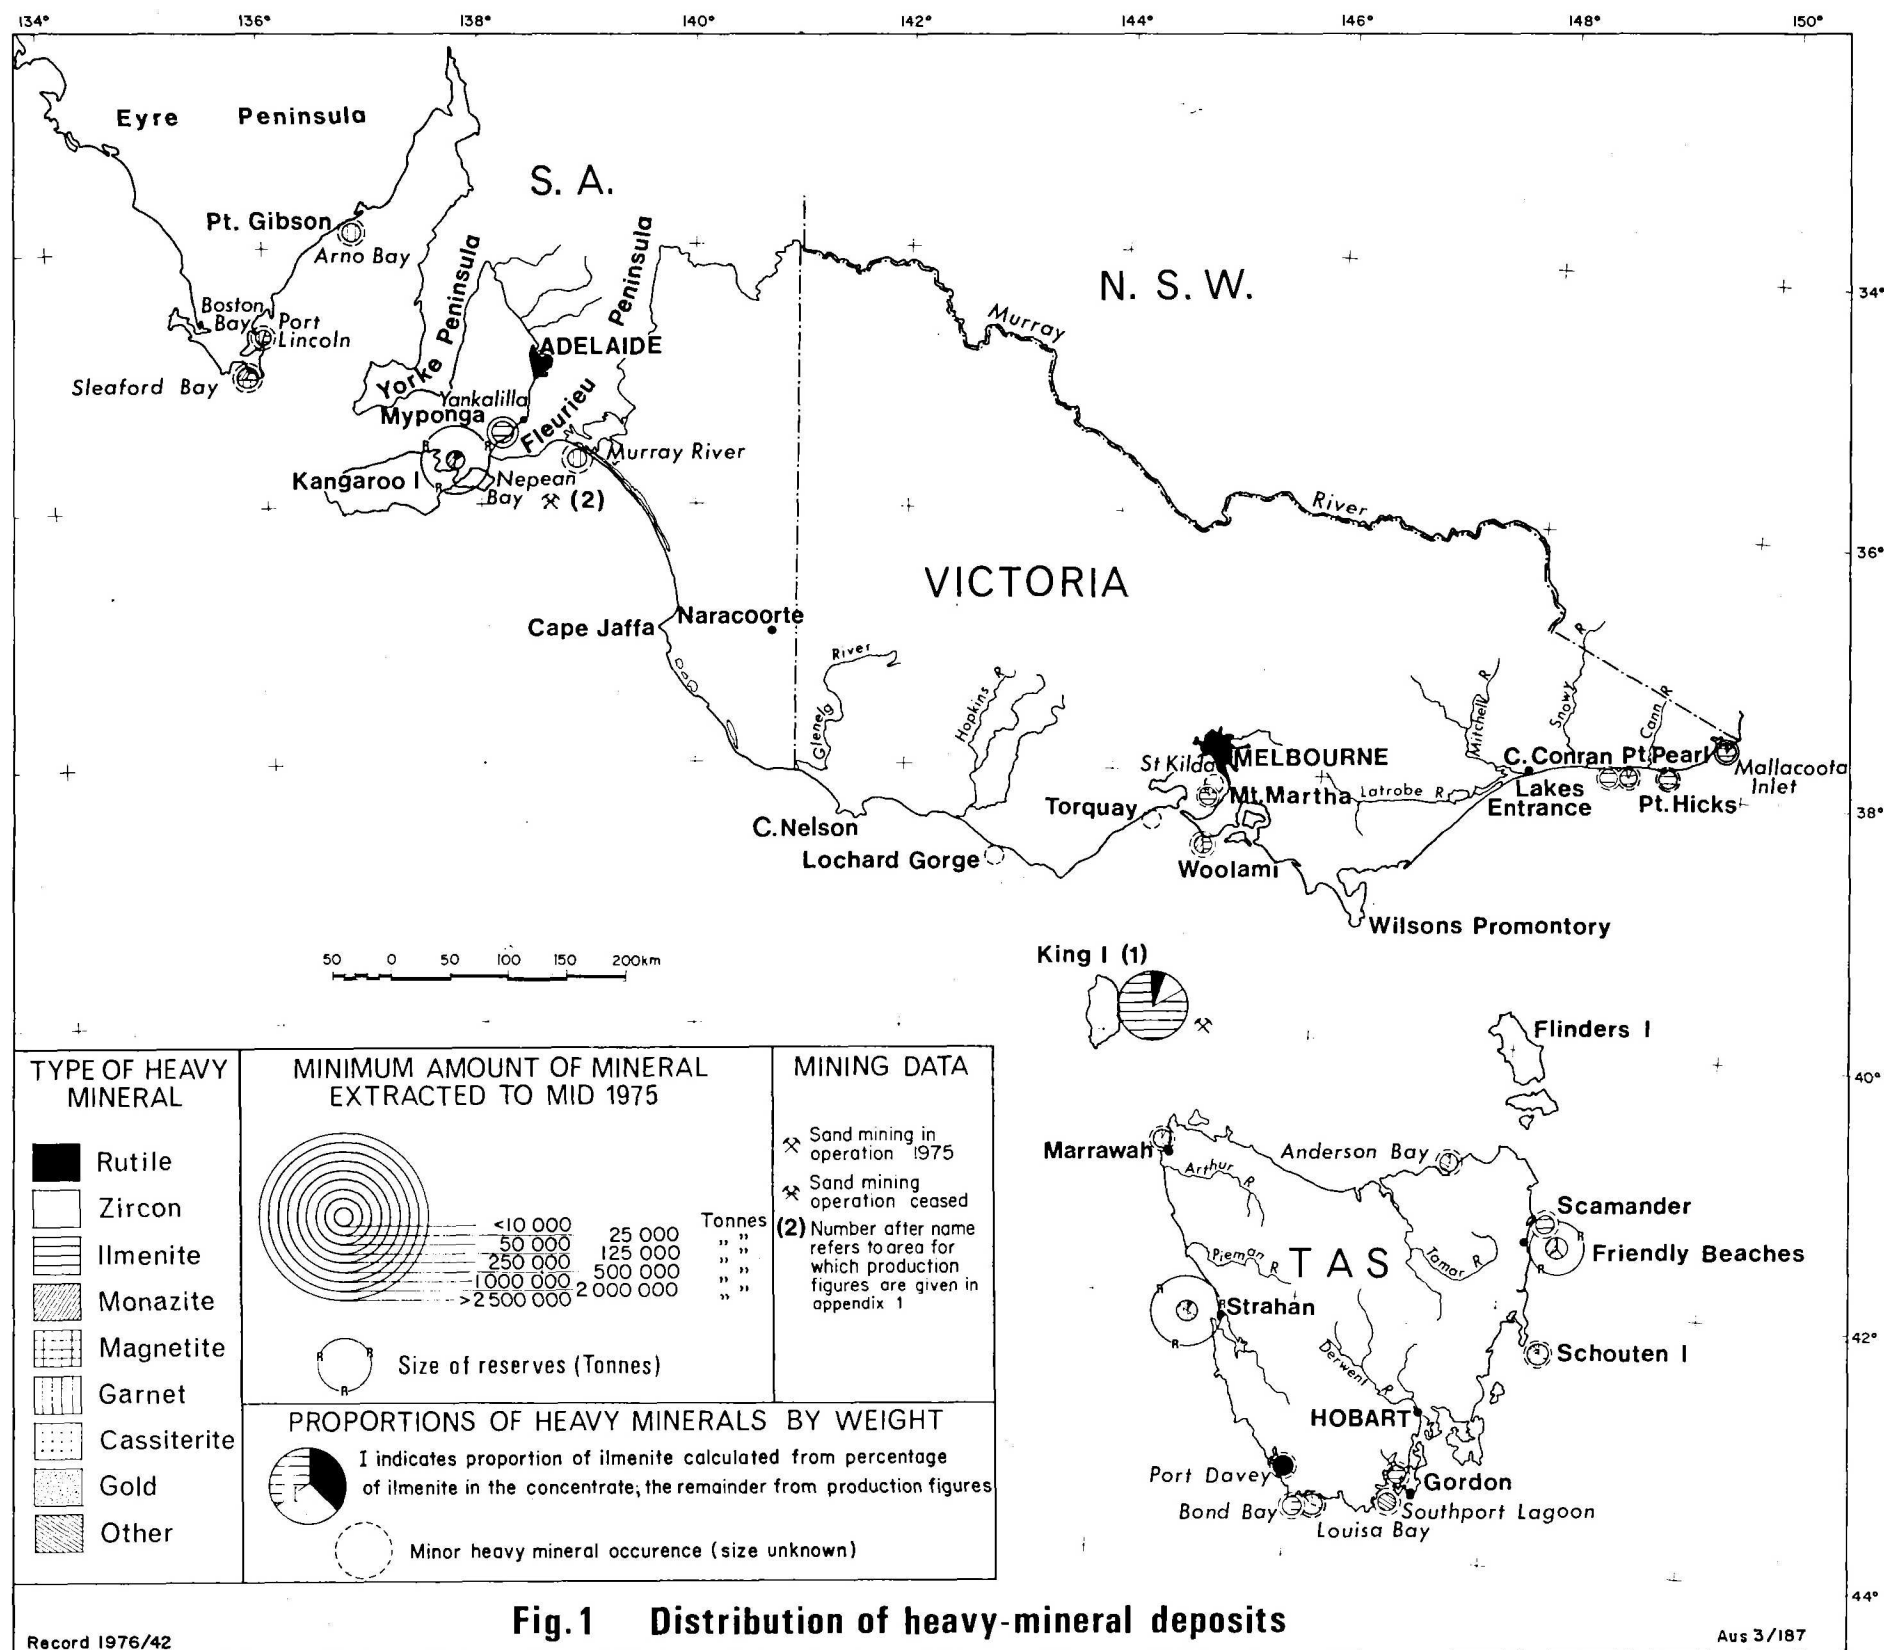 134° 136° 138° 140° 142° 144° 146° 148° 150°
Eyre Peninsula
S. A.
Pt. Gibson
Arno Bay
Yorke Peninsula
Peninsula
Fleurieu
N. S. W.
34°
Boston
Bay
Port
Lincoln
Murray
ADELAIDE
Sleaford Bay
Yankalilla
Myponga
Murray River
Kangaroo I
Nepean
Bay
(2)
River
36°
VICTORIA
Naracoorte
Cape Jaffa
Glenelg
River
Hopkins R
Mitchell R
Snowy R
Cann R
MELBOURNE
St Kilda
C. Conran
Pt Pearl
Mallacoota
Inlet
Mt. Martha
Latrobe R
Lakes
Entrance
Pt. Hicks
Torquay
38°
C. Nelson
Lochard Gorge
Woolami
Wilsons Promontory
King I (1)
50 0 50 100 150 200km
Flinders I
40°
Marrawah
Arthur R
Anderson Bay
Scamander
Friendly Beaches
R
R
R
Pieman R
TAS
Tamar R
Strahan
42°
Schouten I
Derwent R
HOBART
Port Davey
Gordon
Bond Bay
Southport Lagoon
Louisa Bay
44°
TYPE OF HEAVY
MINERAL
Rutile
Zircon
Ilmenite
Monazite
Magnetite
Garnet
Cassiterite
Gold
Other
MINIMUM AMOUNT OF MINERAL
EXTRACTED TO MID 1975
Tonnes
<10 000
25 000 " "
50 000
125 000 " "
250 000
500 000 " "
1000 000
2 000 000 " "
>2 500 000 " "
R R
R
Size of reserves (Tonnes)
MINING DATA
Sand mining in
operation 1975
Sand mining
operation ceased
(2) Number after name
refers to area for
which production
figures are given in
appendix 1
PROPORTIONS OF HEAVY MINERALS BY WEIGHT
I indicates proportion of ilmenite calculated from percentage
of ilmenite in the concentrate; the remainder from production figures
I
Minor heavy mineral occurence (size unknown)
Fig. 1 Distribution of heavy-mineral deposits
Record 1976/42
Aus 3/187